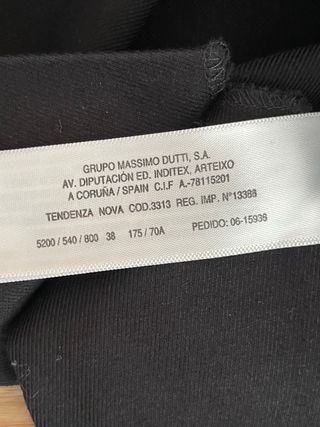 GRUPO MASSIMO DUTTI, S.A.
AV. DIPUTACIÓN ED. INDITEX, ARTEIXO
A CORUÑA / SPAIN C.I.F A.-78115201
TENDENZA NOVA COD.3313 REG. IMP. Nº13388
5200 / 540 / 800 38 175 / 70A PEDIDO: 06-15936